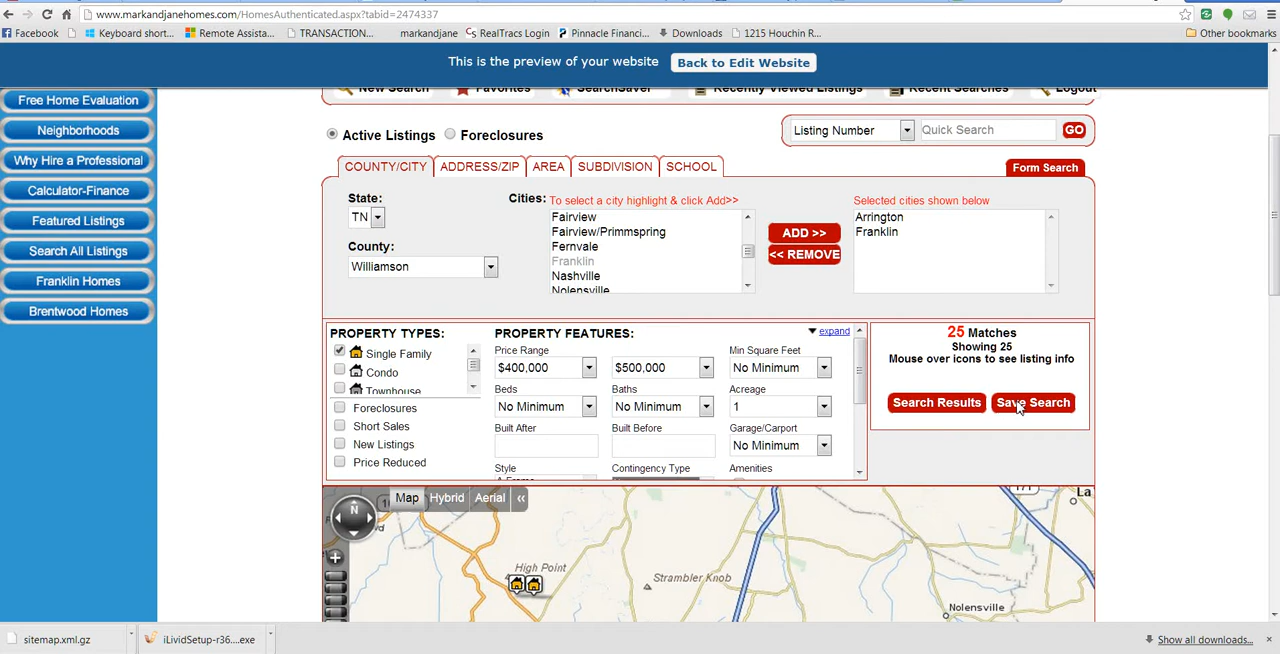 www.markandjanehomes.com/HomesAuthenticated.aspx?tabid=2474337
Facebook Keyboard short... Remote Assista... TRANSACTION... markandjane RealTracs Login Pinnacle Financi... Downloads 1215 Houchin R... Other bookmarks
This is the preview of your website Back to Edit Website
New Search Favorites SearchSaver Recently Viewed Listings Recent Searches Logout
Free Home Evaluation
Neighborhoods
Why Hire a Professional
Calculator-Finance
Featured Listings
Search All Listings
Franklin Homes
Brentwood Homes
Active Listings Foreclosures Listing Number Quick Search GO
COUNTY/CITY ADDRESS/ZIP AREA SUBDIVISION SCHOOL Form Search
State: Cities: To select a city highlight & click Add>> Selected cities shown below
TN
County:
Williamson
Fairview
Fairview/Primmspring
Fernvale
Franklin
Nashville
Nolensville
ADD >>
<< REMOVE
Arrington
Franklin
PROPERTY TYPES:
Single Family
Condo
Townhouse
Foreclosures
Short Sales
New Listings
Price Reduced
PROPERTY FEATURES: expand
Price Range Min Square Feet
$400,000 $500,000 No Minimum
Beds Baths Acreage
No Minimum No Minimum 1
Built After Built Before Garage/Carport
No Minimum
Style Contingency Type Amenities
25 Matches
Showing 25
Mouse over icons to see listing info
Search Results Save Search
Map Hybrid Aerial «
N
High Point
Strambler Knob
Nolensville
La
171
sitemap.xml.gz iLividSetup-r36....exe Show all downloads...